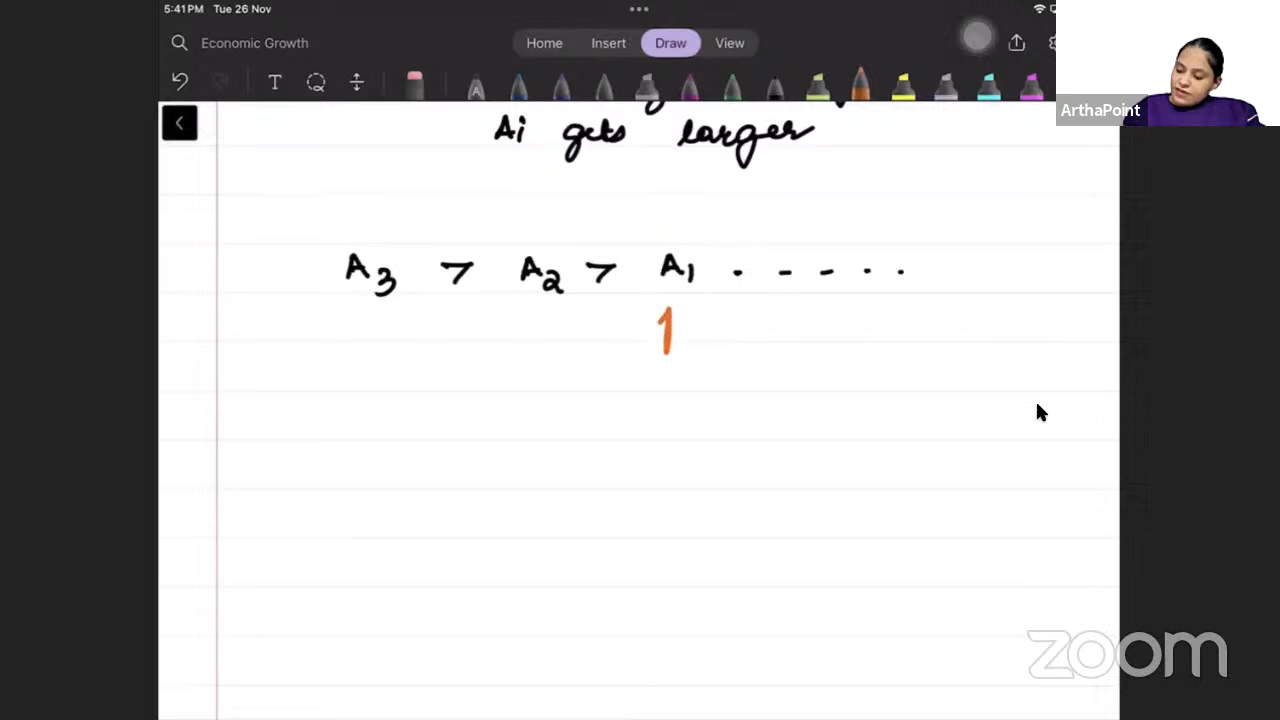 5:41 PM Tue 26 Nov
Economic Growth
Home Insert Draw View
ArthaPoint
T
A
Ai gets larger
A3 > A2 > A1 . - - . .
1
zoom